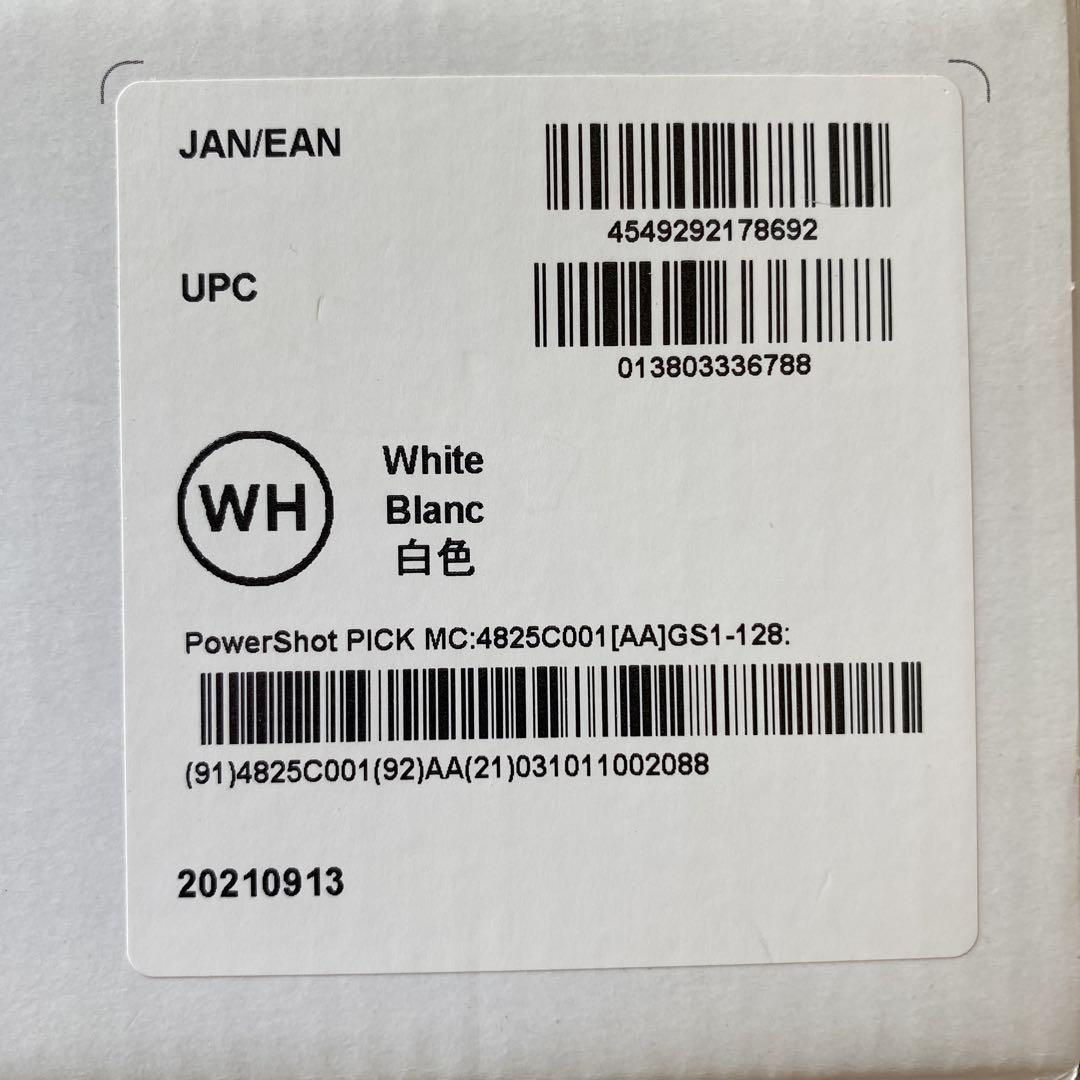 JAN/EAN
4549292178692
UPC
013803336788
WH
White
Blanc
白色
PowerShot PICK MC:4825C001[AA]GS1-128:
(91)4825C001(92)AA(21)031011002088
20210913